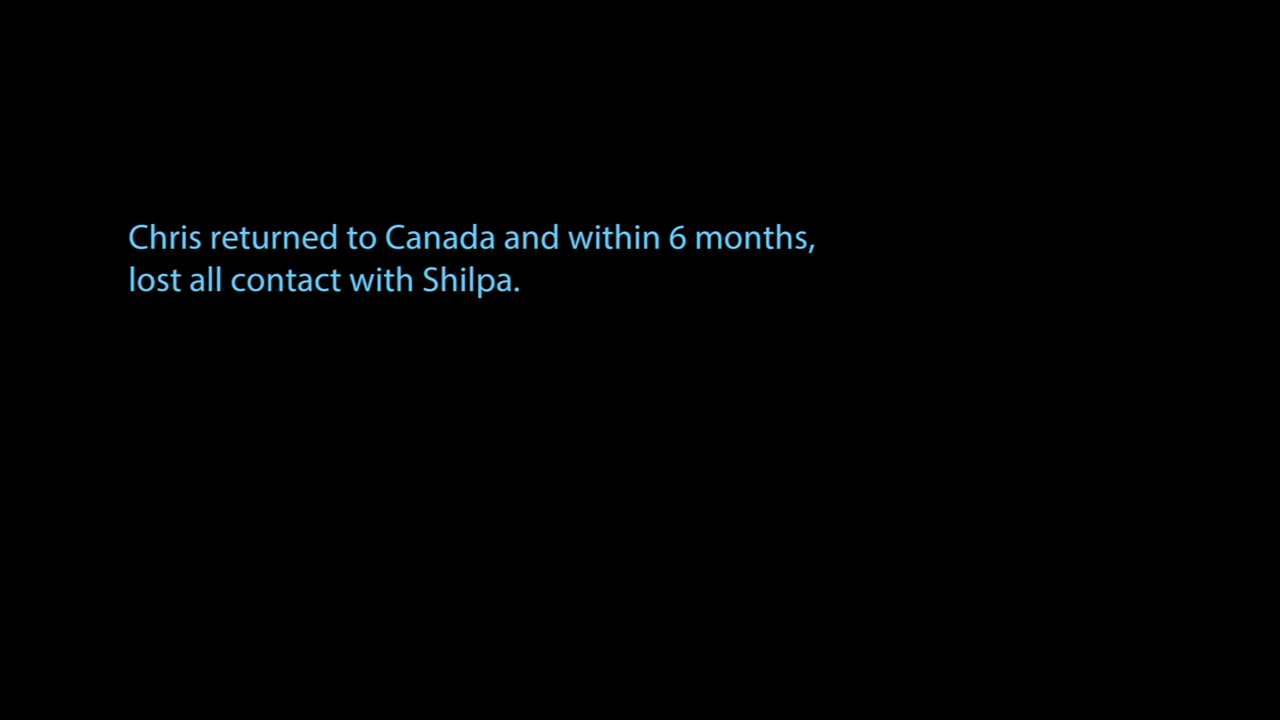 Chris returned to Canada and within 6 months,
lost all contact with Shilpa.